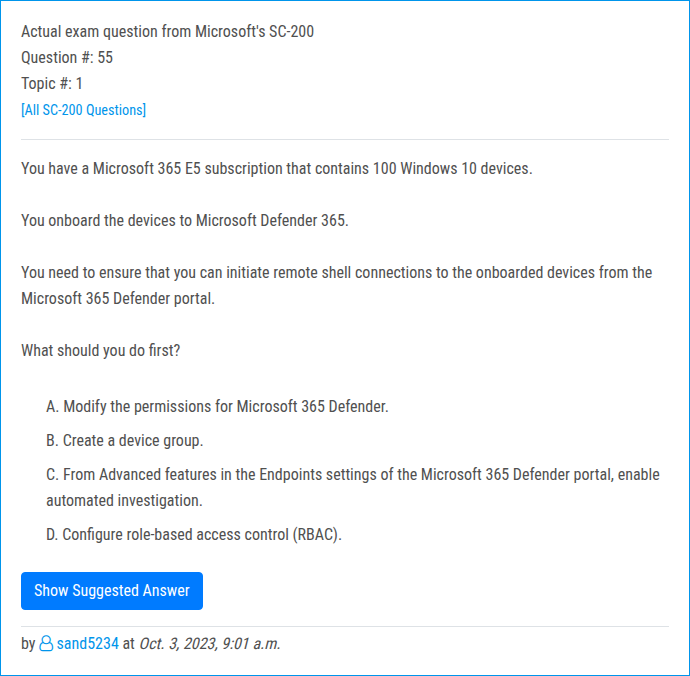 Actual exam question from Microsoft's SC-200
Question #: 55
Topic #: 1
[All SC-200 Questions]
You have a Microsoft 365 E5 subscription that contains 100 Windows 10 devices.
You onboard the devices to Microsoft Defender 365.
You need to ensure that you can initiate remote shell connections to the onboarded devices from the
Microsoft 365 Defender portal.
What should you do first?
A. Modify the permissions for Microsoft 365 Defender.
B. Create a device group.
C. From Advanced features in the Endpoints settings of the Microsoft 365 Defender portal, enable
automated investigation.
D. Configure role-based access control (RBAC).
Show Suggested Answer
by sand5234 at Oct. 3, 2023, 9:01 a.m.